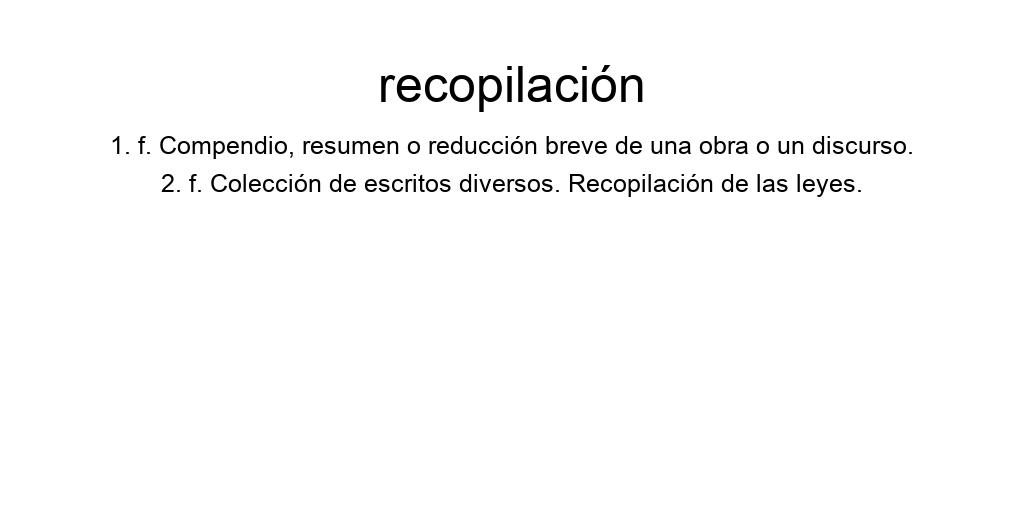 recopilación
1. f. Compendio, resumen o reducción breve de una obra o un discurso.
2. f. Colección de escritos diversos. Recopilación de las leyes.